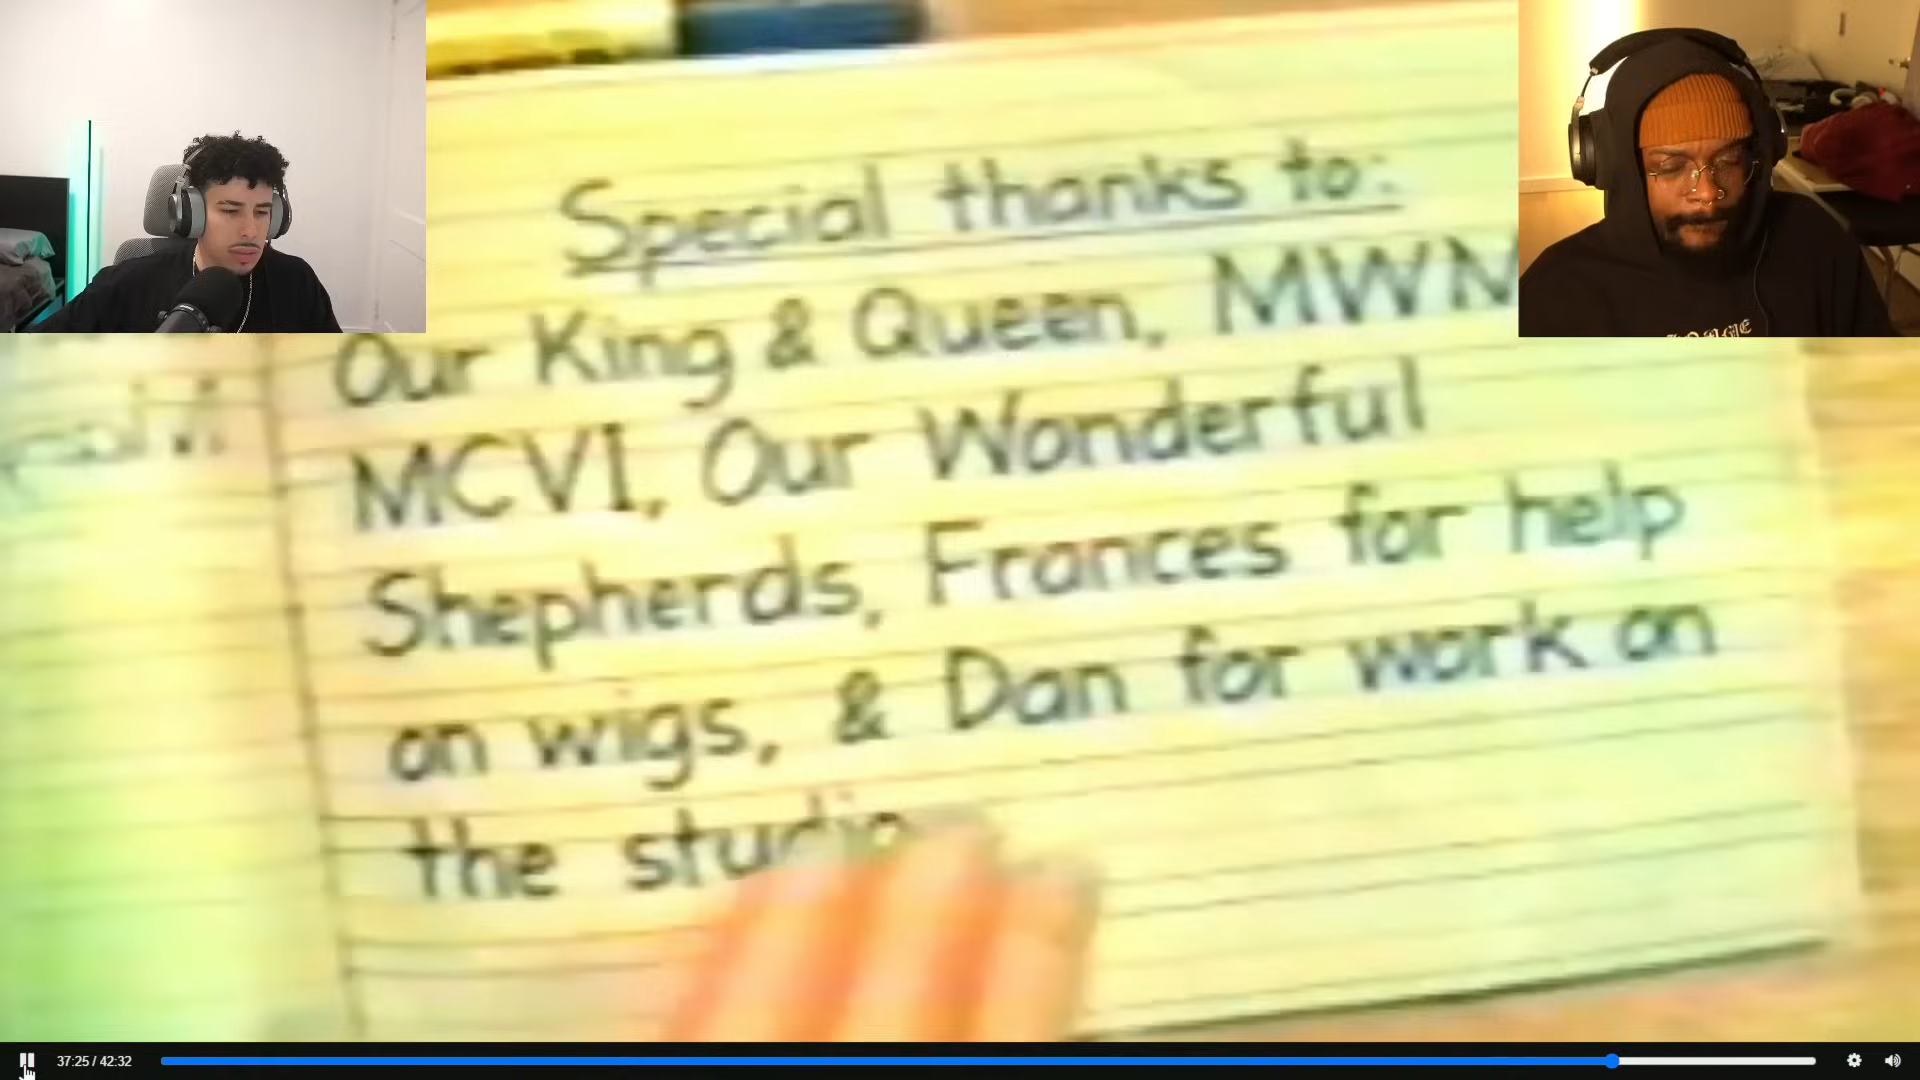 Special thanks to:
Our King & Queen, MWM
MCVI, Our Wonderful
Shepherds, Frances for help
on wigs, & Dan for work on
the studio
37:25 / 42:32